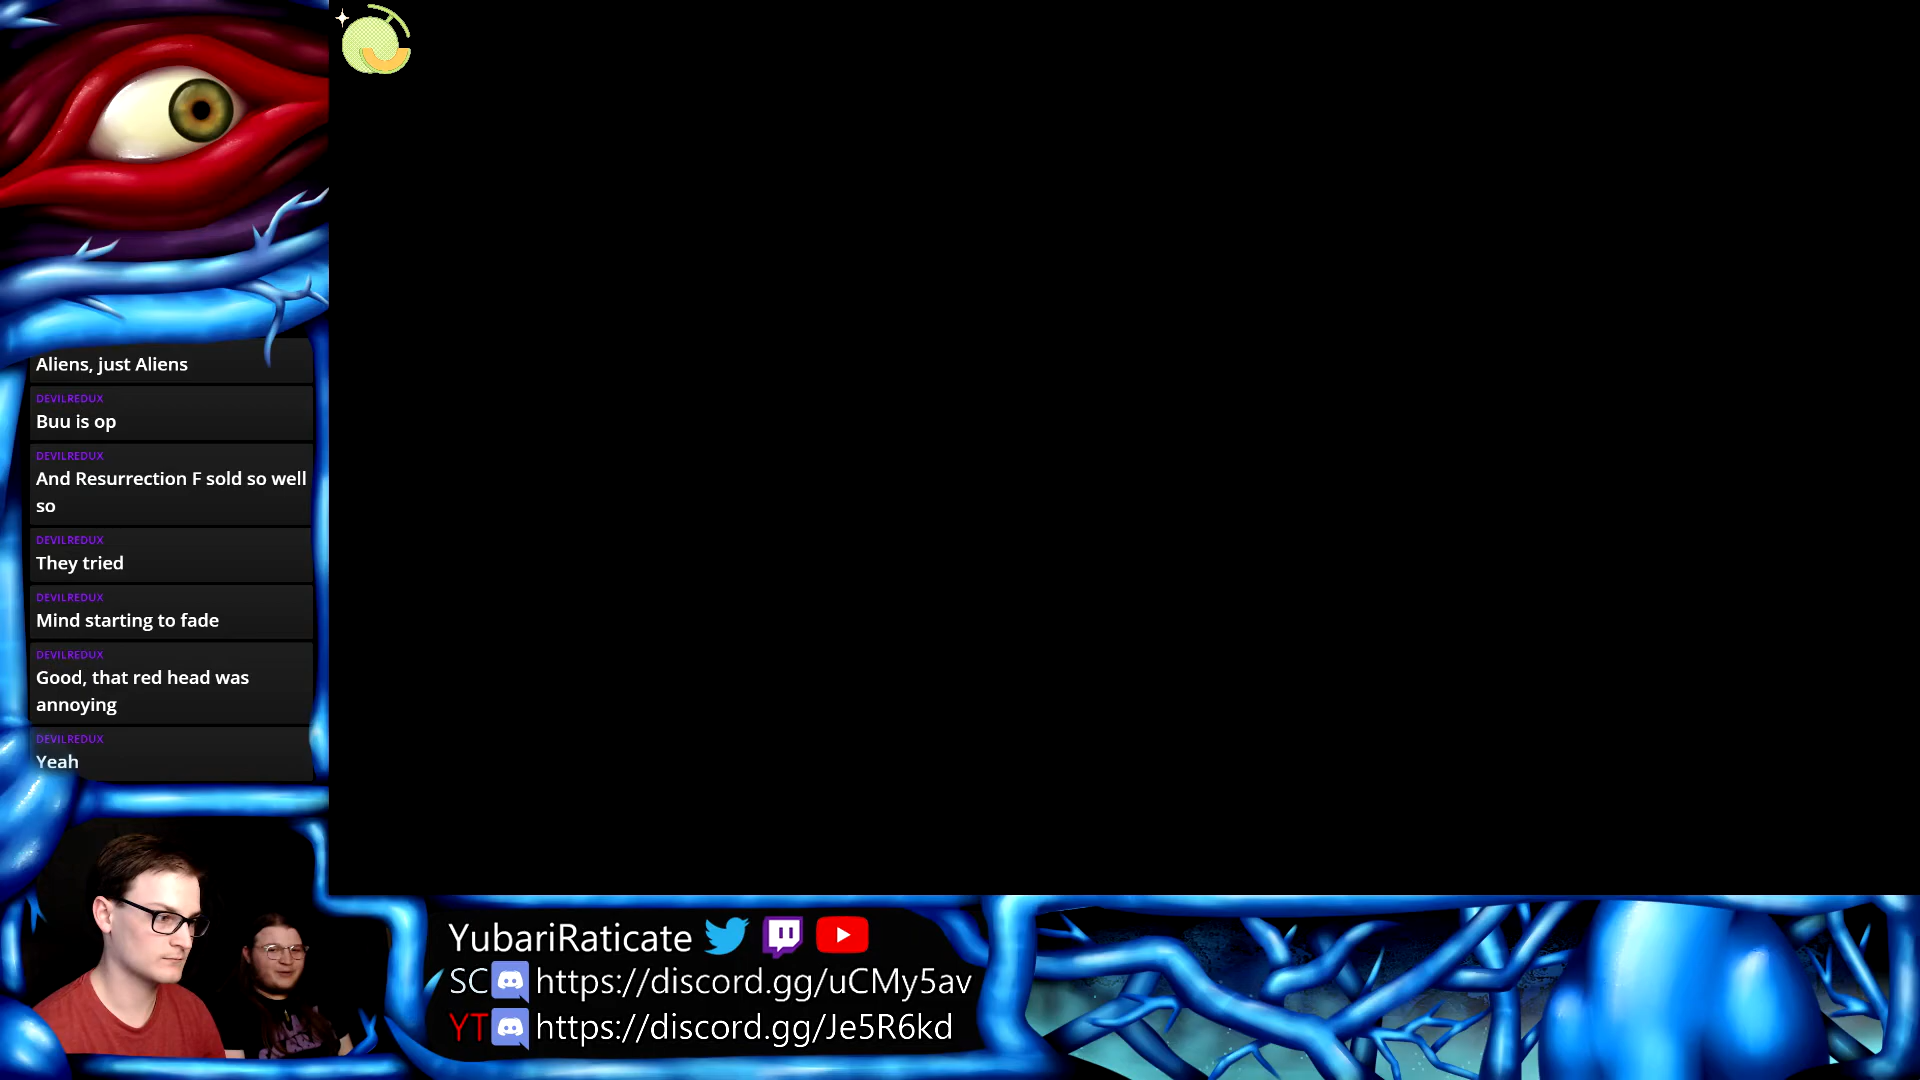 Aliens, just Aliens
DEVILREDUX
Buu is op
DEVILREDUX
And Resurrection F sold so well
so
DEVILREDUX
They tried
DEVILREDUX
Mind starting to fade
DEVILREDUX
Good, that red head was
annoying
DEVILREDUX
Yeah
YubariRaticate
SC https://discord.gg/uCMy5av
YT https://discord.gg/Je5R6kd